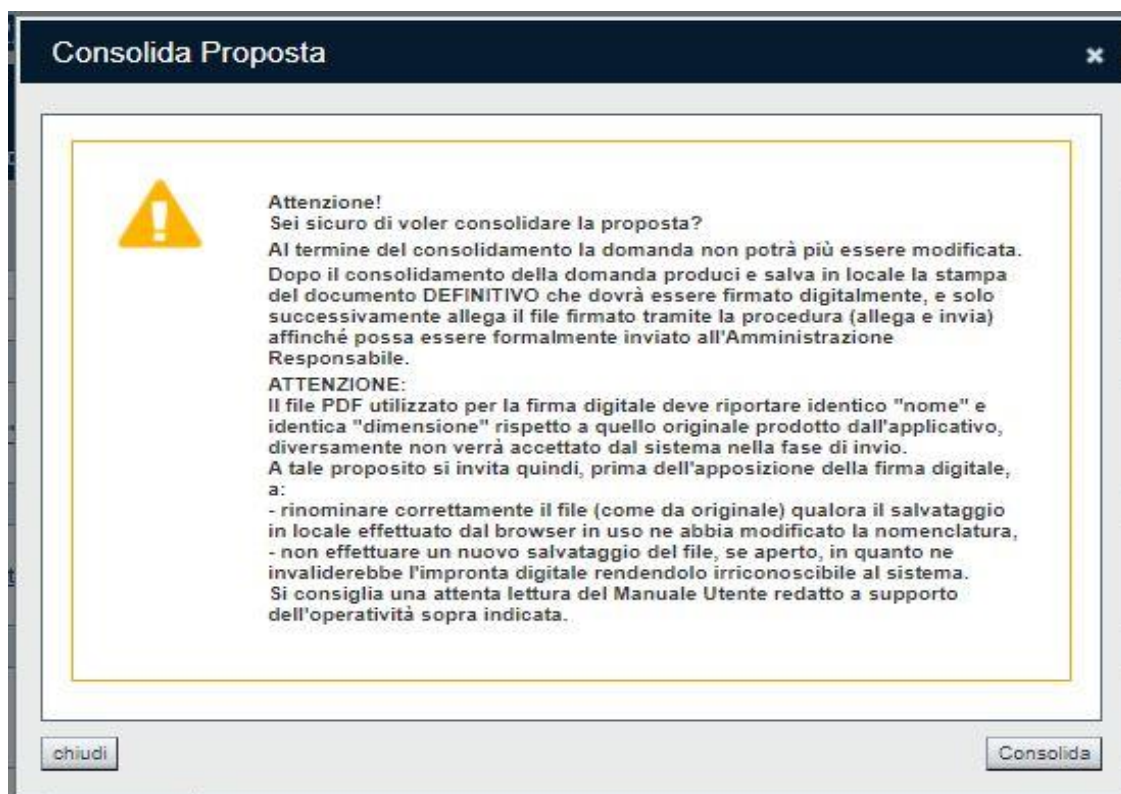 Consolida Proposta
Attenzione!
Sei sicuro di voler consolidare la proposta?
Al termine del consolidamento la domanda non potrà più essere modificata.
Dopo il consolidamento della domanda produci e salva in locale la stampa
del documento DEFINITIVO che dovrà essere firmato digitalmente, e solo
successivamente allega il file firmato tramite la procedura (allega e invia)
affinché possa essere formalmente inviato all'Amministrazione
Responsabile.
ATTENZIONE:
Il file PDF utilizzato per la firma digitale deve riportare identico "nome" e
identica "dimensione" rispetto a quello originale prodotto dall'applicativo,
diversamente non verrà accettato dal sistema nella fase di invio.
A tale proposito si invita quindi, prima dell'apposizione della firma digitale,
a:
- rinominare correttamente il file (come da originale) qualora il salvataggio
in locale effettuato dal browser in uso ne abbia modificato la nomenclatura,
- non effettuare un nuovo salvataggio del file, se aperto, in quanto ne
invaliderebbe l'impronta digitale rendendolo irriconoscibile al sistema.
Si consiglia una attenta lettura del Manuale Utente redatto a supporto
dell'operatività sopra indicata.
chiudi
Consolida